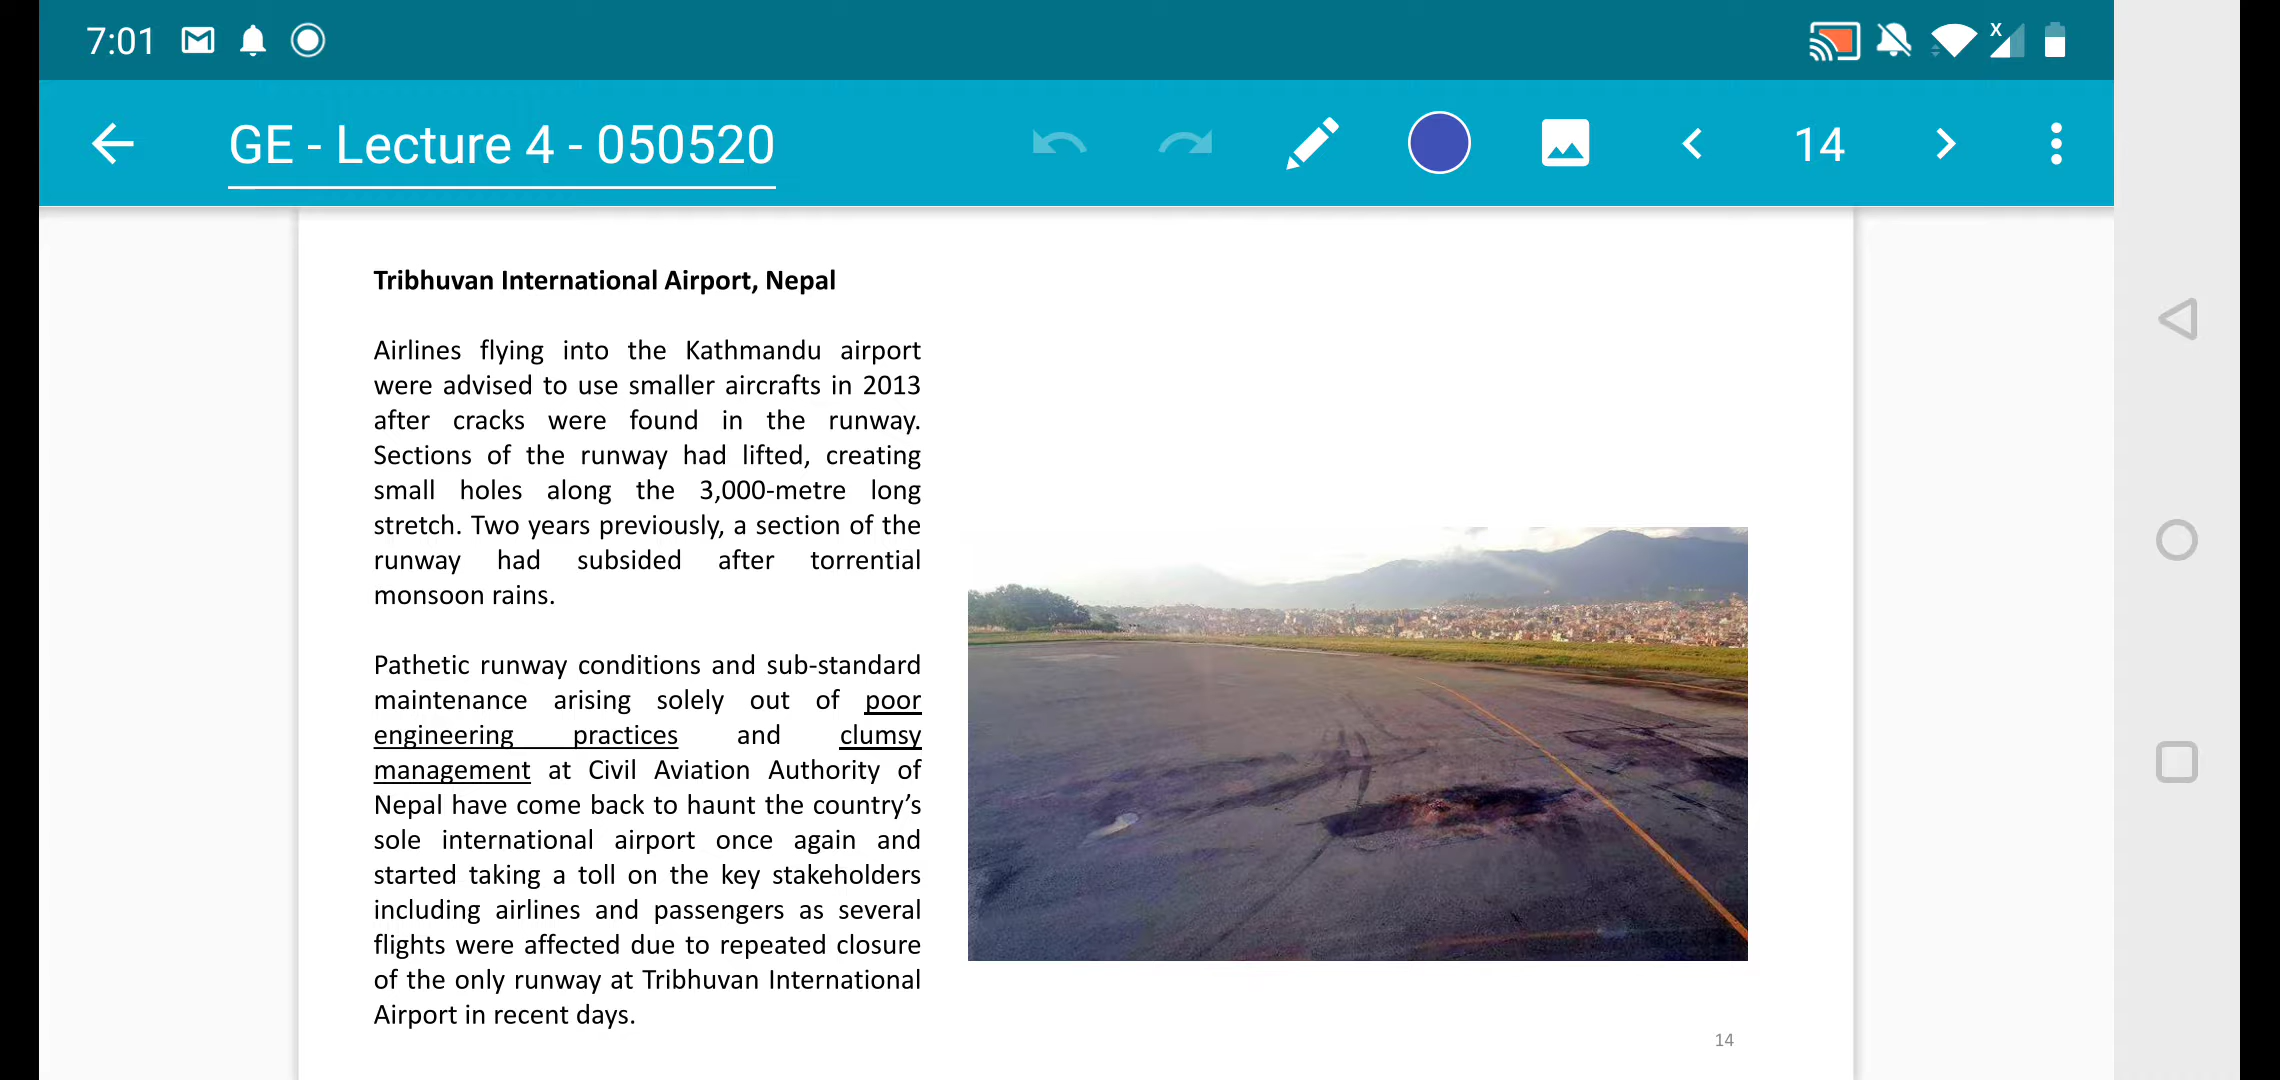 7:01
GE - Lecture 4 - 050520
14
Tribhuvan International Airport, Nepal
Airlines flying into the Kathmandu airport
were advised to use smaller aircrafts in 2013
after cracks were found in the runway.
Sections of the runway had lifted, creating
small holes along the 3,000-metre long
stretch. Two years previously, a section of the
runway had subsided after torrential
monsoon rains.
Pathetic runway conditions and sub-standard
maintenance arising solely out of poor
engineering practices and clumsy
management at Civil Aviation Authority of
Nepal have come back to haunt the country’s
sole international airport once again and
started taking a toll on the key stakeholders
including airlines and passengers as several
flights were affected due to repeated closure
of the only runway at Tribhuvan International
Airport in recent days.
14